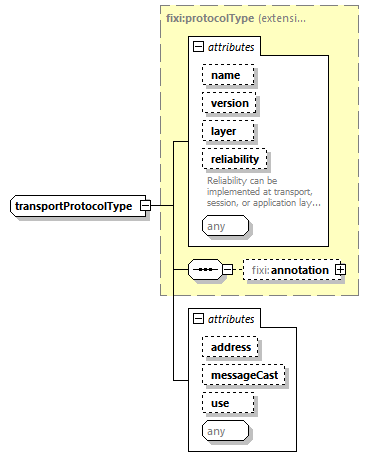 fixi:protocolType (extensi...
attributes
name
version
layer
reliability
Reliability can be
implemented at transport,
session, or application lay...
any
transportProtocolType
fixi:annotation
attributes
address
messageCast
use
any